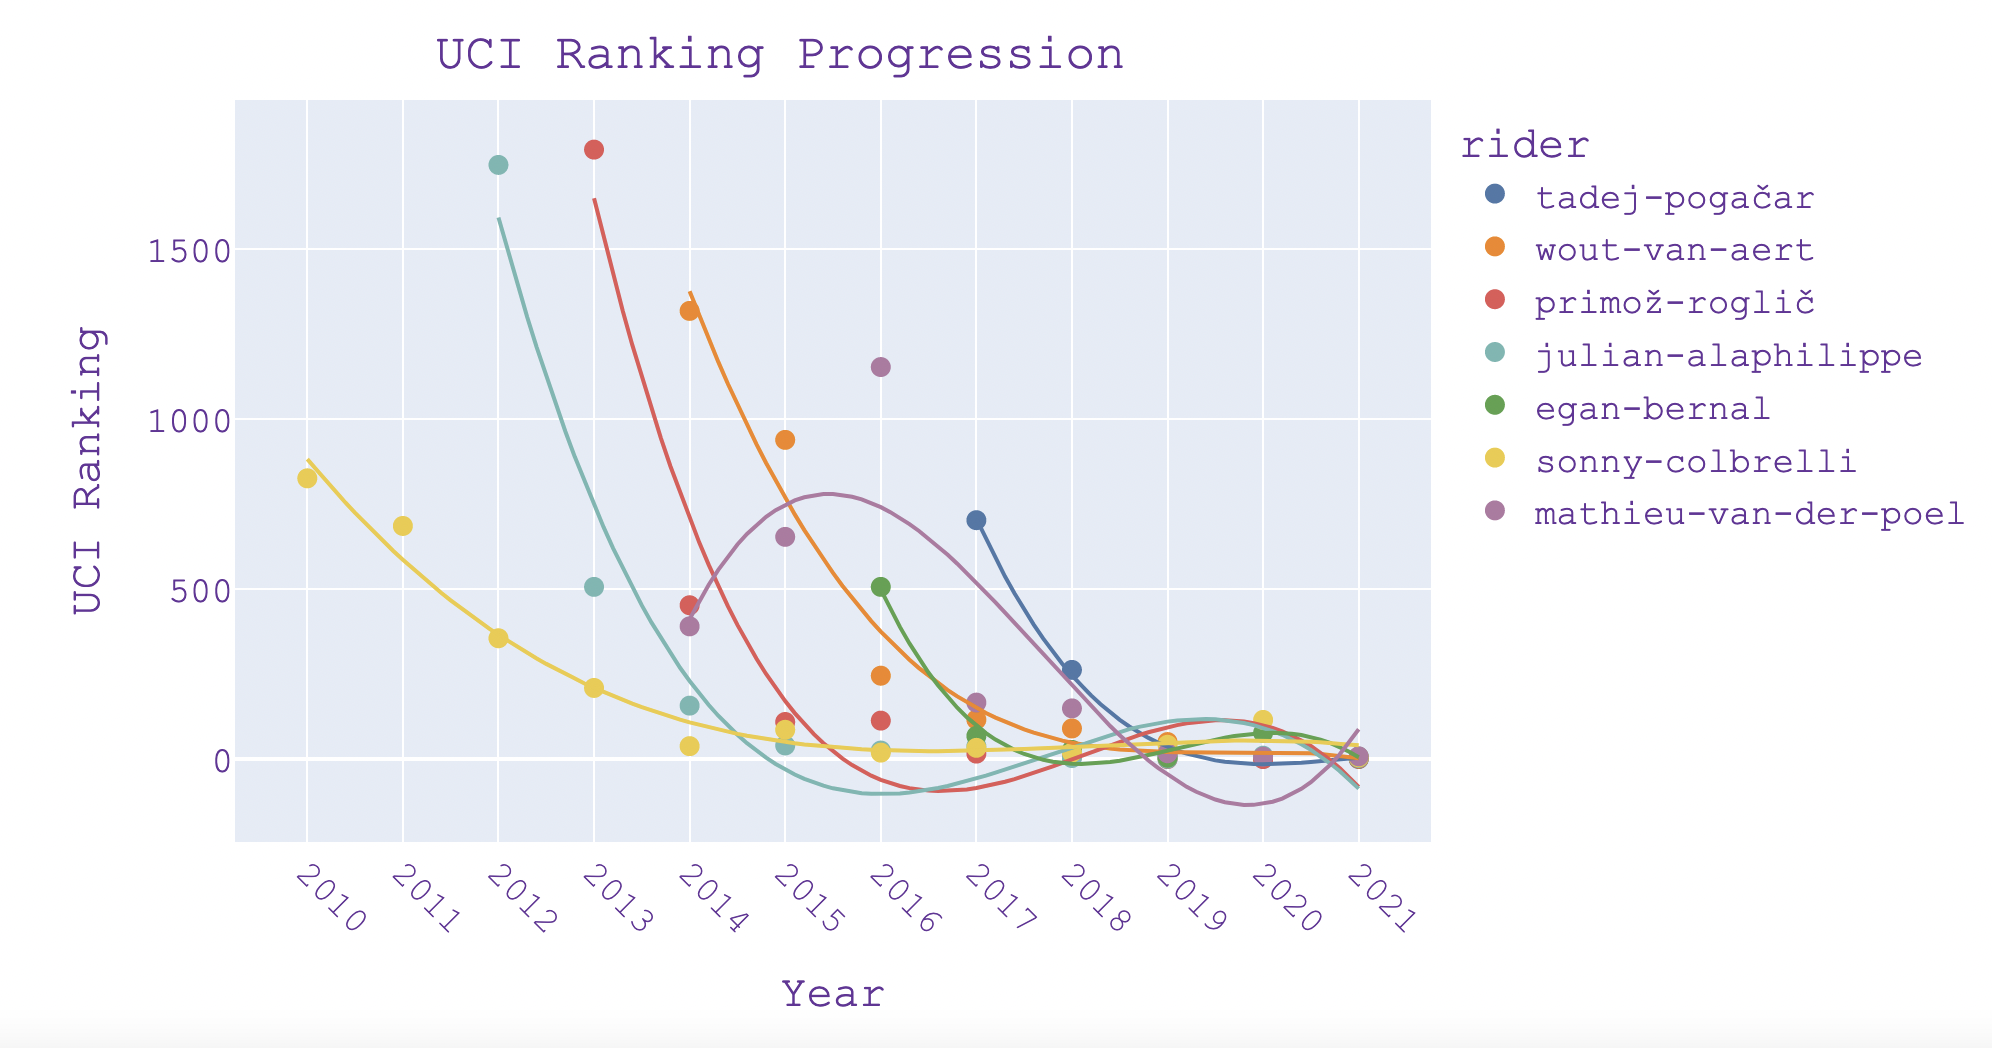 UCI Ranking Progression
UCI Ranking
1500
1000
500
0
2010
2011
2012
2013
2014
2015
2016
2017
2018
2019
2020
2021
Year
rider
tadej-pogačar
wout-van-aert
primož-roglič
julian-alaphilippe
egan-bernal
sonny-colbrelli
mathieu-van-der-poel